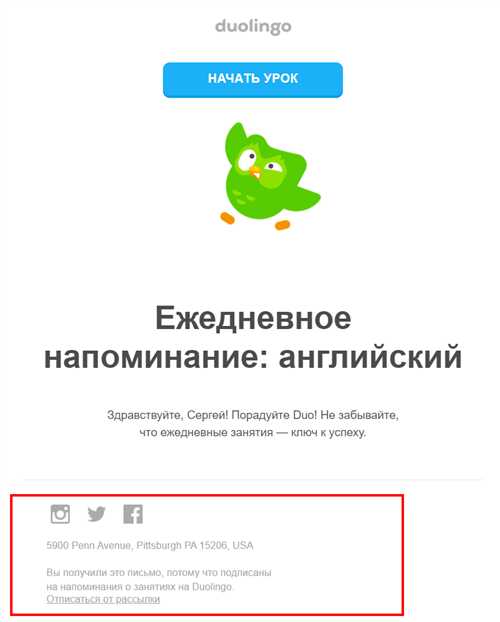 duolingo
НАЧАТЬ УРОК
Ежедневное
напоминание: английский
Здравствуйте, Сергей! Порадуйте Duo! Не забывайте,
что ежедневные занятия — ключ к успеху.
5900 Penn Avenue, Pittsburgh PA 15206, USA
Вы получили это письмо, потому что подписаны
на напоминания о занятиях на Duolingo.
Отписаться от рассылки